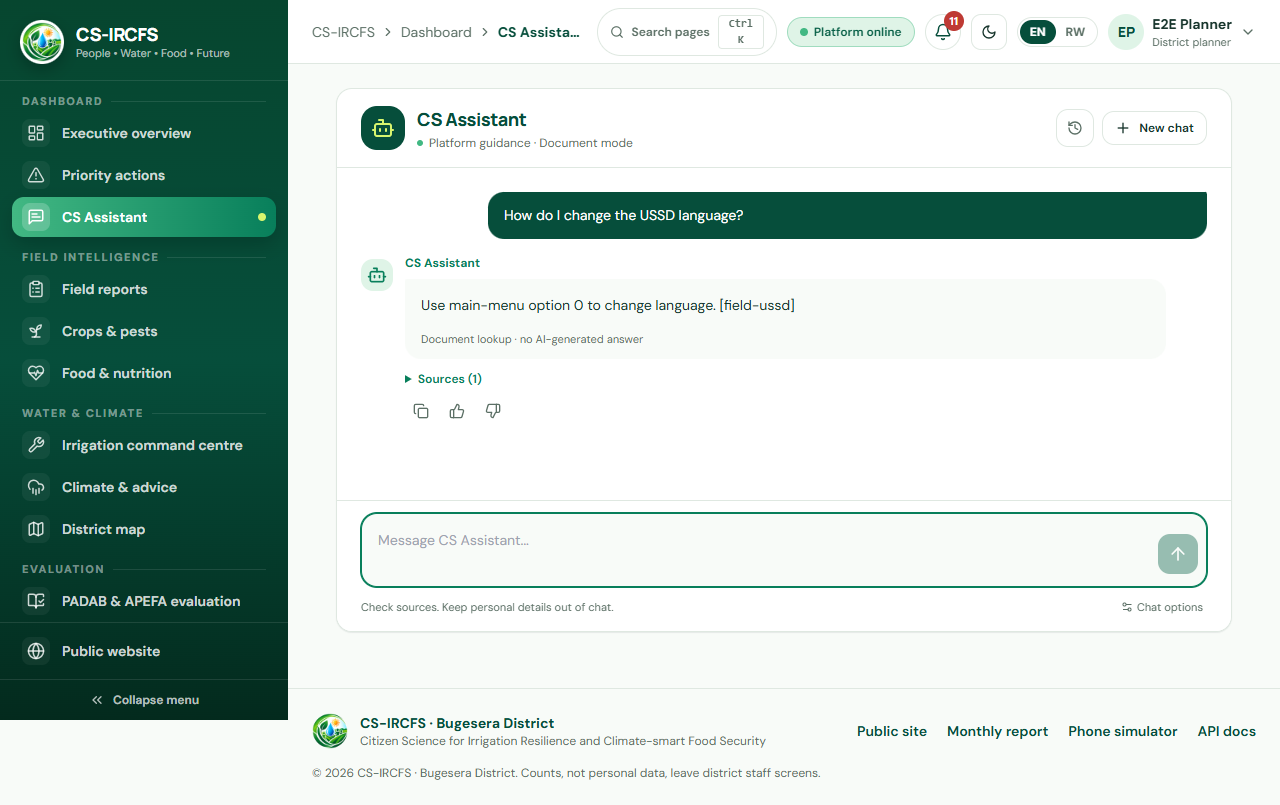 CS-IRCFS
People • Water • Food • Future
DASHBOARD
Executive overview
Priority actions
CS Assistant
FIELD INTELLIGENCE
Field reports
Crops & pests
Food & nutrition
WATER & CLIMATE
Irrigation command centre
Climate & advice
District map
EVALUATION
PADAB & APEFA evaluation
Public website
Collapse menu
CS-IRCFS > Dashboard > CS Assista...
Search pages
Ctrl
K
Platform online
11
EN RW
EP
E2E Planner
District planner
CS Assistant
Platform guidance · Document mode
New chat
How do I change the USSD language?
CS Assistant
Use main-menu option 0 to change language. [field-ussd]
Document lookup · no AI-generated answer
Sources (1)
Message CS Assistant...
Check sources. Keep personal details out of chat.
Chat options
CS-IRCFS · Bugesera District
Citizen Science for Irrigation Resilience and Climate-smart Food Security
Public site Monthly report Phone simulator API docs
© 2026 CS-IRCFS · Bugesera District. Counts, not personal data, leave district staff screens.